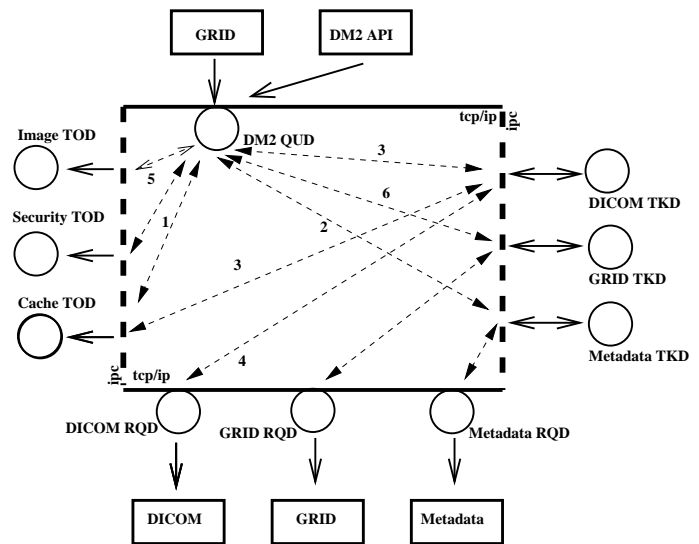 GRID
DM2 API
tcp/ip
ipc
Image TOD
DM2 QUD
3
5
6
DICOM TKD
Security TOD
1
2
GRID TKD
3
Cache TOD
4
Metadata TKD
ipc
tcp/ip
DICOM RQD
GRID RQD
Metadata RQD
DICOM
GRID
Metadata